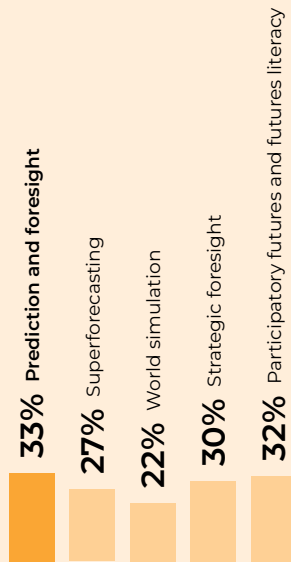 33% Prediction and foresight
27% Superforecasting
22% World simulation
30% Strategic foresight
32% Participatory futures and futures literacy